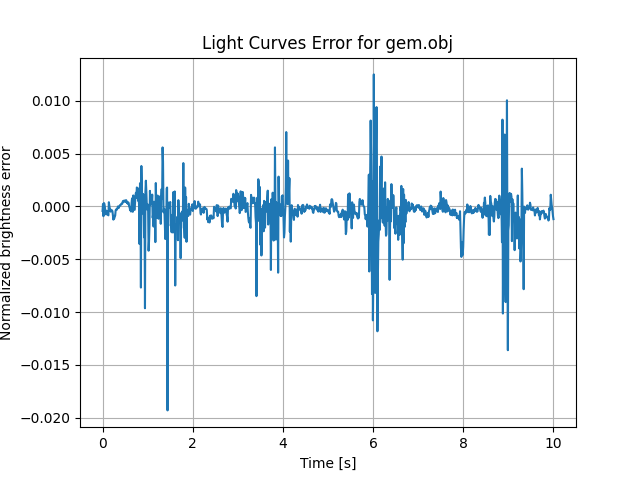 Light Curves Error for gem.obj
Normalized brightness error
0.010
0.005
0.000
−0.005
−0.010
−0.015
−0.020
0 2 4 6 8 10
Time [s]